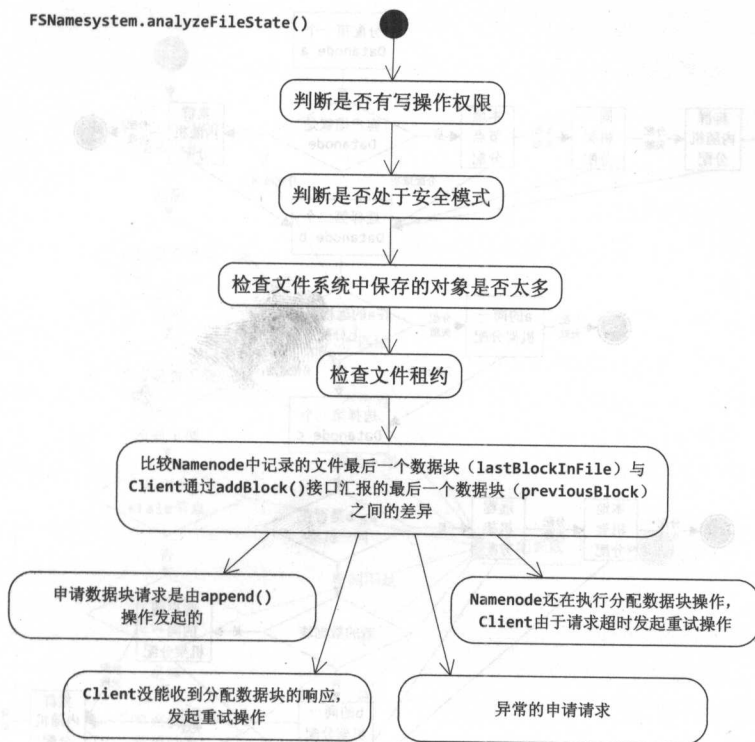 FSNamesystem.analyzeFileState()
判断是否有写操作权限
判断是否处于安全模式
检查文件系统中保存的对象是否太多
检查文件租约
比较Namenode中记录的文件最后一个数据块（lastBlockInFile）与
Client通过addBlock()接口汇报的最后一个数据块（previousBlock）
之间的差异
申请数据块请求是由append()
操作发起的
Namenode还在执行分配数据块操作,
Client由于请求超时发起重试操作
Client没能收到分配数据块的响应,
发起重试操作
异常的申请请求